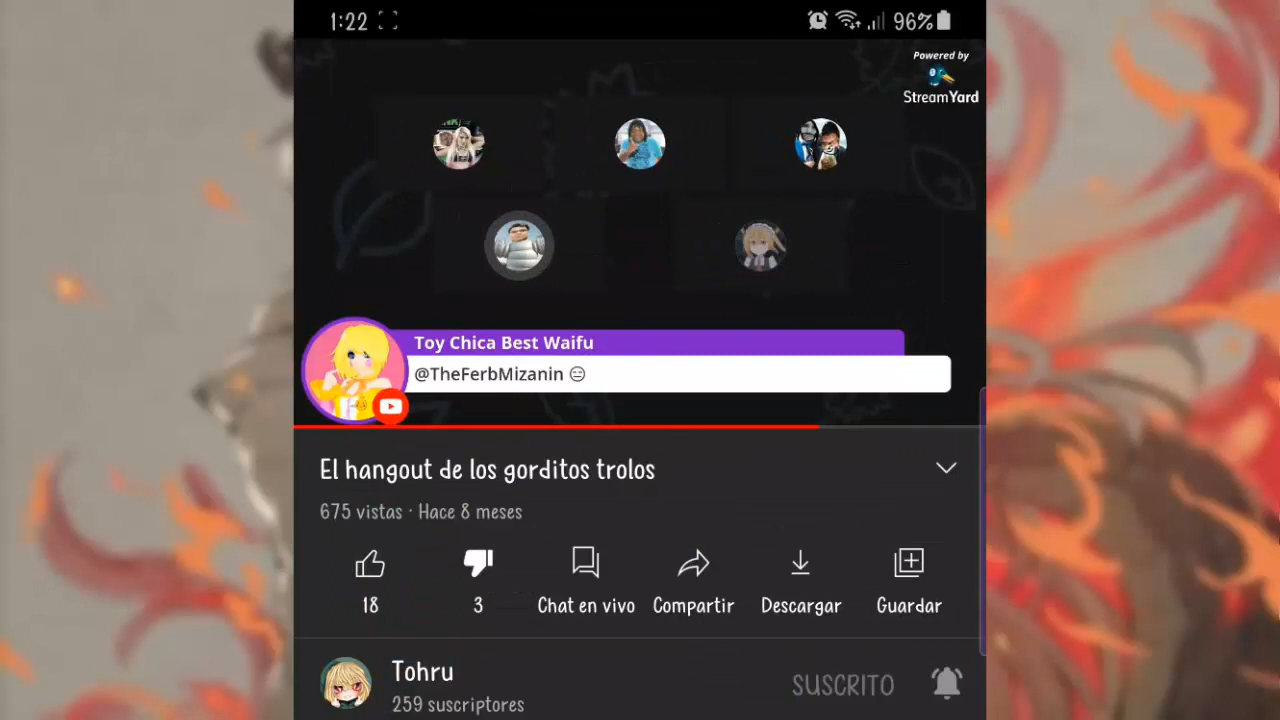 1:22
96%
Powered by
StreamYard
Toy Chica Best Waifu
@TheFerbMizanin 😑
El hangout de los gorditos trolos
675 vistas · Hace 8 meses
18
3
Chat en vivo
Compartir
Descargar
Guardar
Tohru
259 suscriptores
SUSCRITO